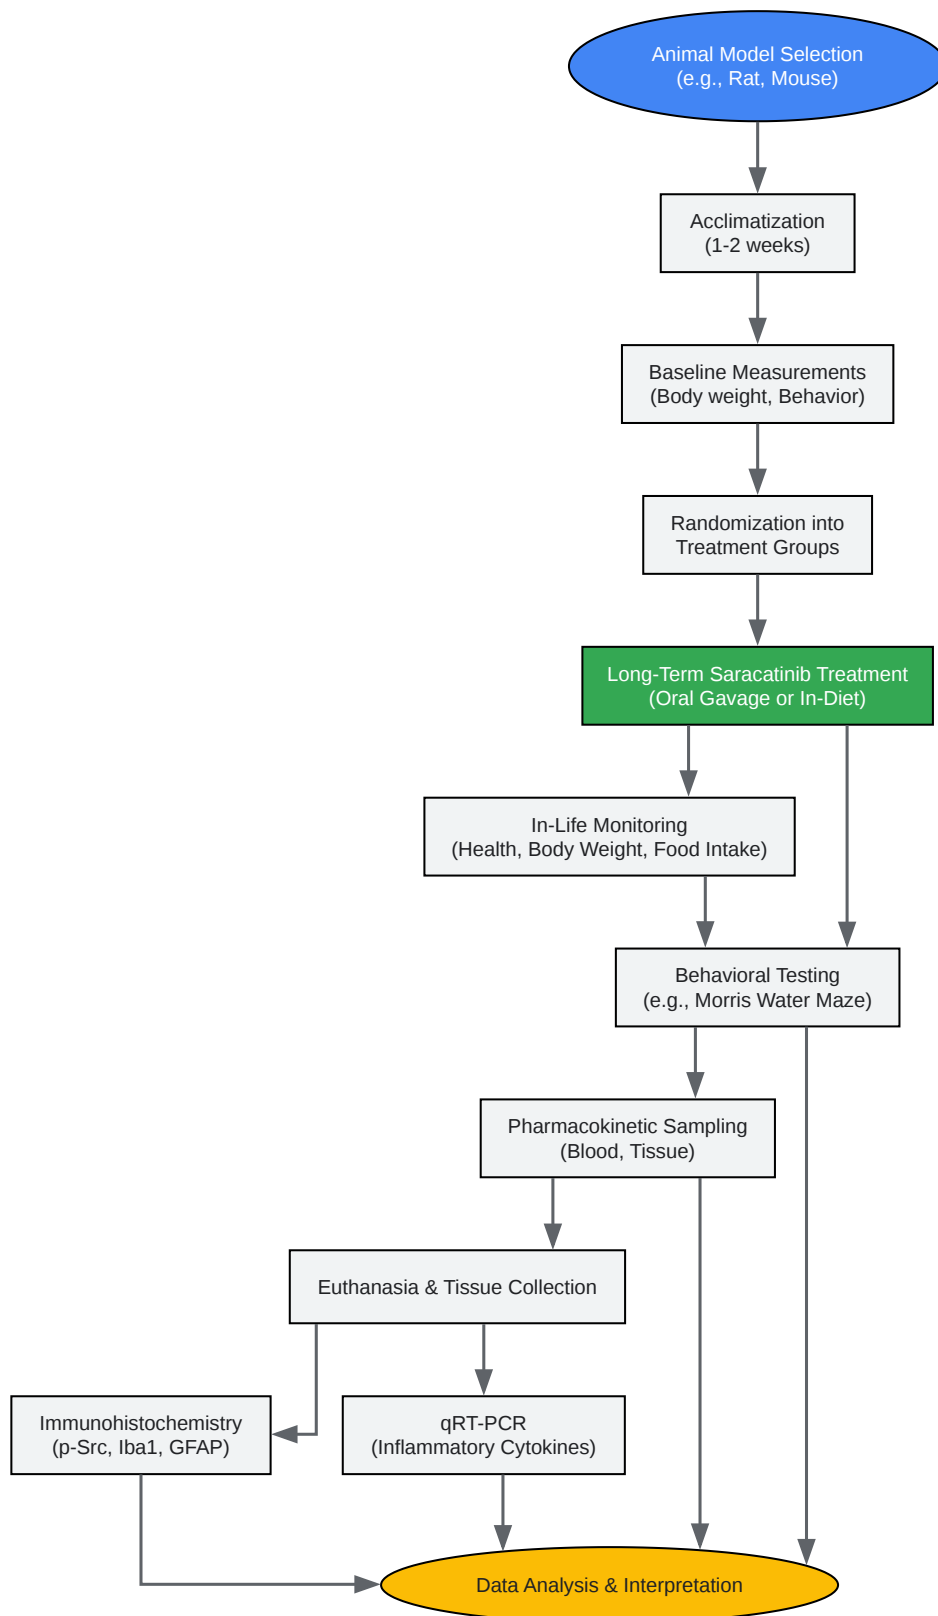 Animal Model Selection
(e.g., Rat, Mouse)
Acclimatization
(1-2 weeks)
Baseline Measurements
(Body weight, Behavior)
Randomization into
Treatment Groups
Long-Term Saracatinib Treatment
(Oral Gavage or In-Diet)
In-Life Monitoring
(Health, Body Weight, Food Intake)
Behavioral Testing
(e.g., Morris Water Maze)
Pharmacokinetic Sampling
(Blood, Tissue)
Euthanasia & Tissue Collection
Immunohistochemistry
(p-Src, Iba1, GFAP)
qRT-PCR
(Inflammatory Cytokines)
Data Analysis & Interpretation